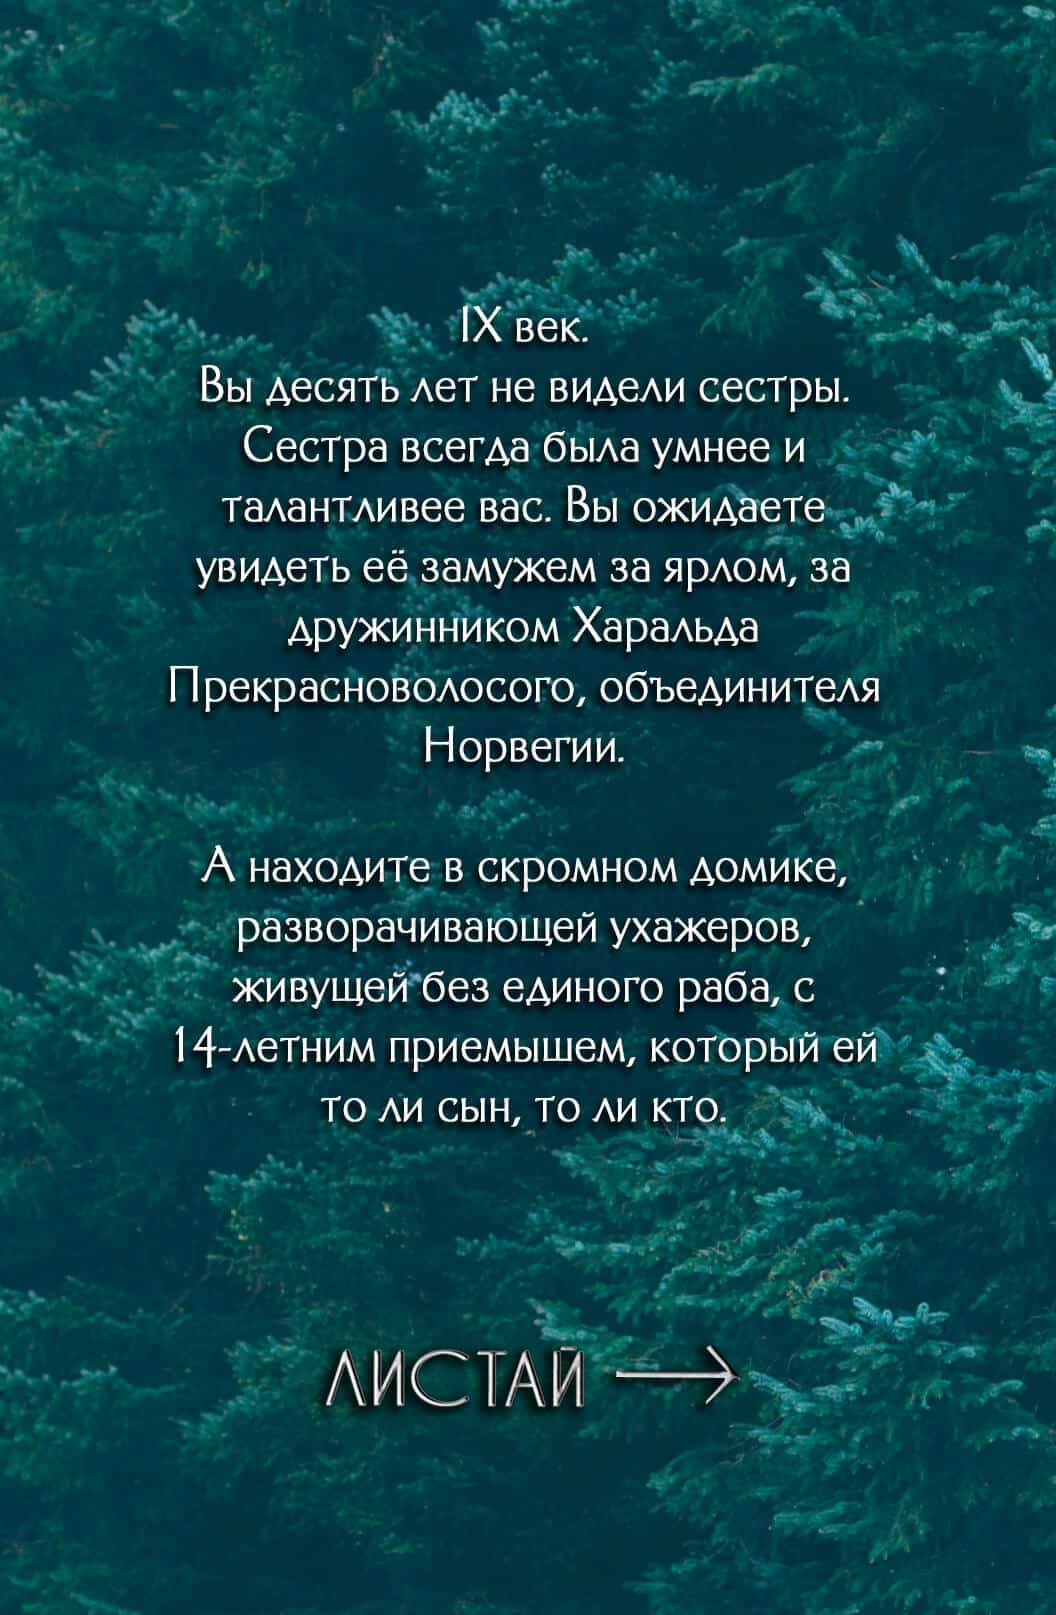 IX век.
Вы десять лет не видели сестры.
Сестра всегда была умнее и
талантливее вас. Вы ожидаете
увидеть её замужем за ярлом, за
дружинником Харальда
Прекрасноволосого, объединителя
Норвегии.
А находите в скромном домике,
разворачивающей ухажеров,
живущей без единого раба, с
14-летним приемышем, который ей
то ли сын, то ли кто.
ЛИСТАЙ →